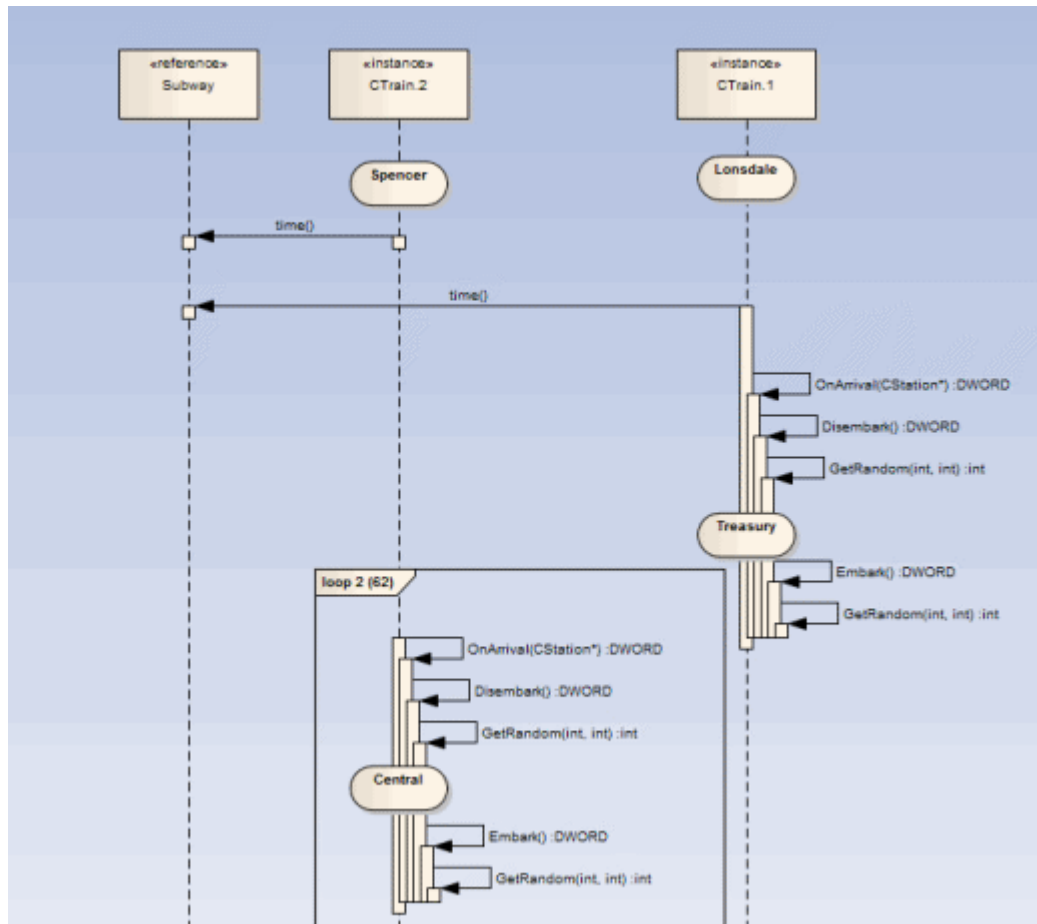 «reference»
Subway
«instance»
CTrain.2
«instance»
CTrain.1
Spencer
Lonsdale
time()
time()
OnArrival(CStation*) :DWORD
Disembark() :DWORD
GetRandom(int, int) :int
Treasury
Embark() :DWORD
GetRandom(int, int) :int
loop 2 (62)
OnArrival(CStation*) :DWORD
Disembark() :DWORD
GetRandom(int, int) :int
Central
Embark() :DWORD
GetRandom(int, int) :int